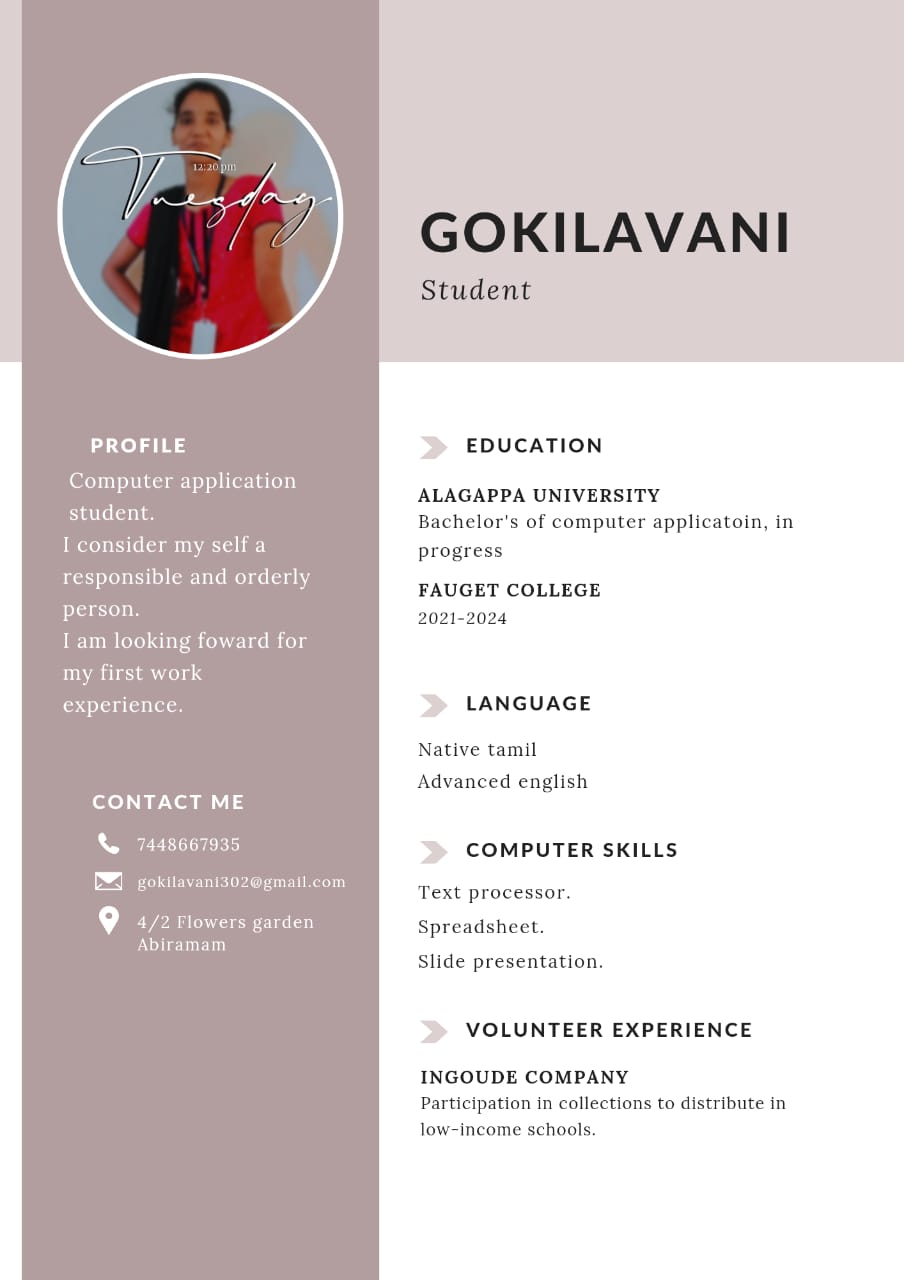 12:20 pm
Tuesday
GOKILAVANI
Student
PROFILE
Computer application
student.
I consider my self a
responsible and orderly
person.
I am looking foward for
my first work
experience.
CONTACT ME
7448667935
gokilavani302@gmail.com
4/2 Flowers garden
Abiramam
EDUCATION
ALAGAPPA UNIVERSITY
Bachelor's of computer applicatoin, in
progress
FAUGET COLLEGE
2021-2024
LANGUAGE
Native tamil
Advanced english
COMPUTER SKILLS
Text processor.
Spreadsheet.
Slide presentation.
VOLUNTEER EXPERIENCE
INGOUDE COMPANY
Participation in collections to distribute in
low-income schools.